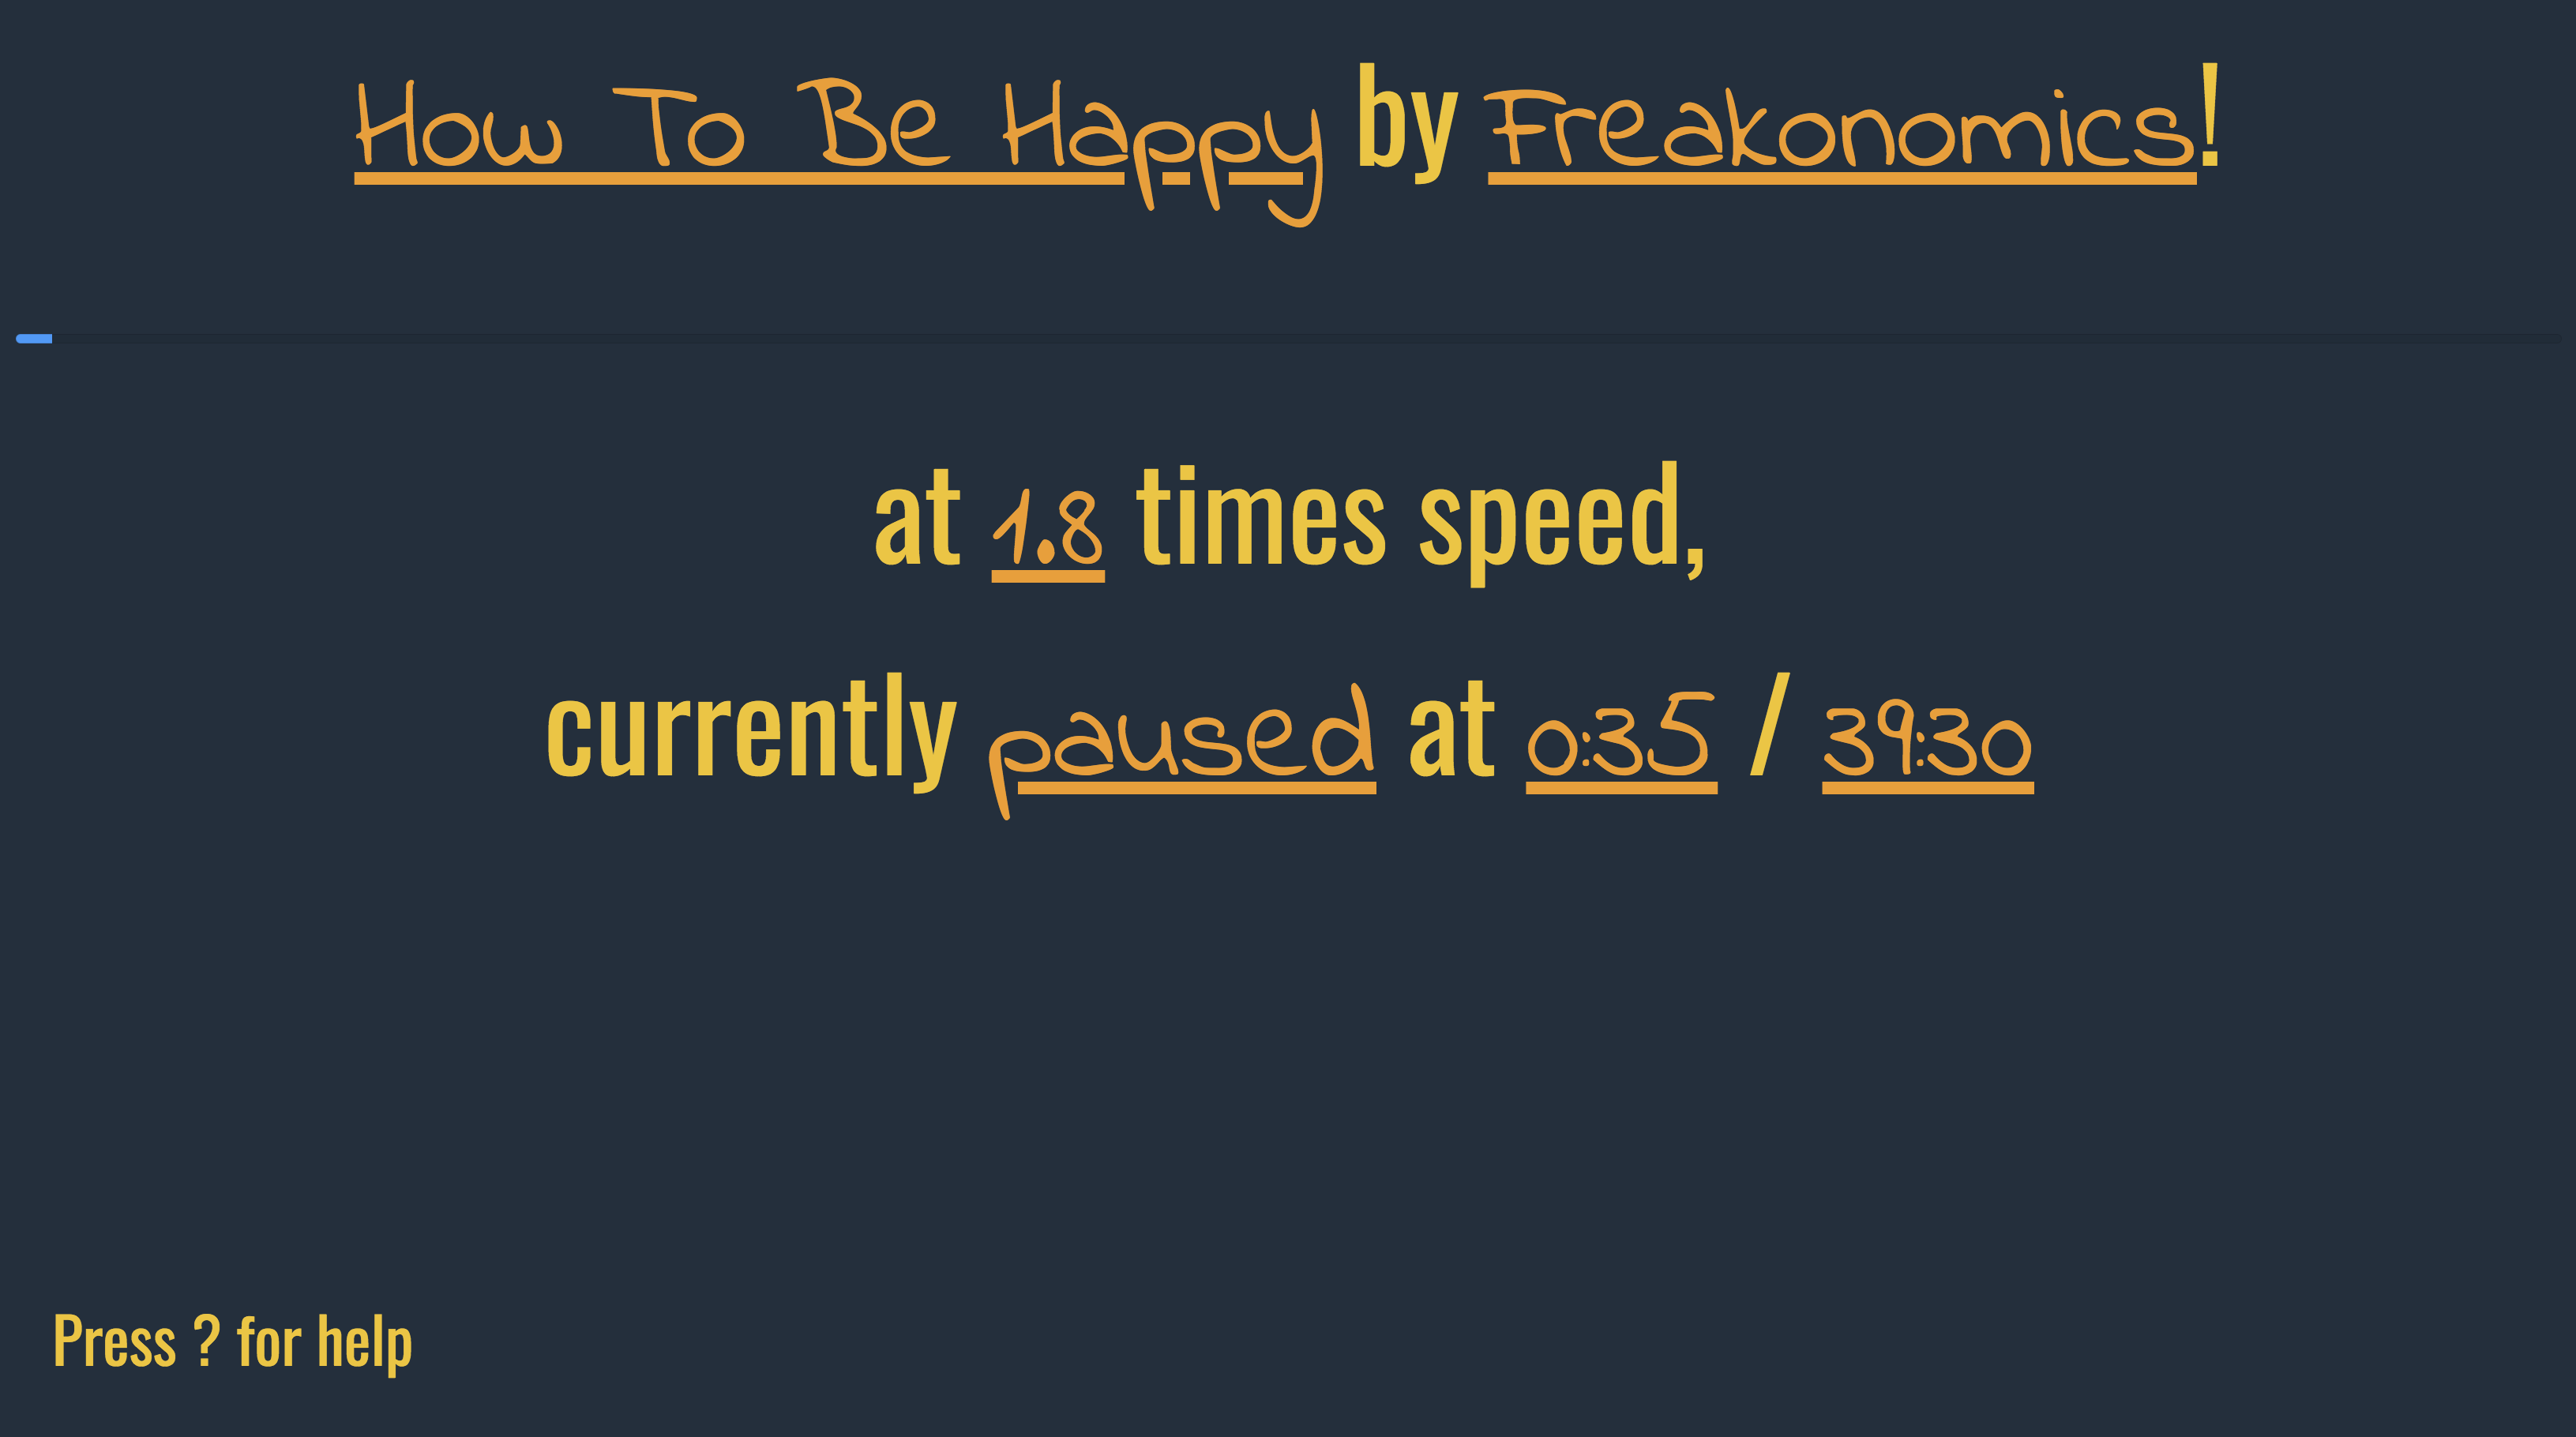 How To Be Happy by Freakonomics!
at 1.8 times speed,
currently paused at 0:35 / 39:30
Press ? for help